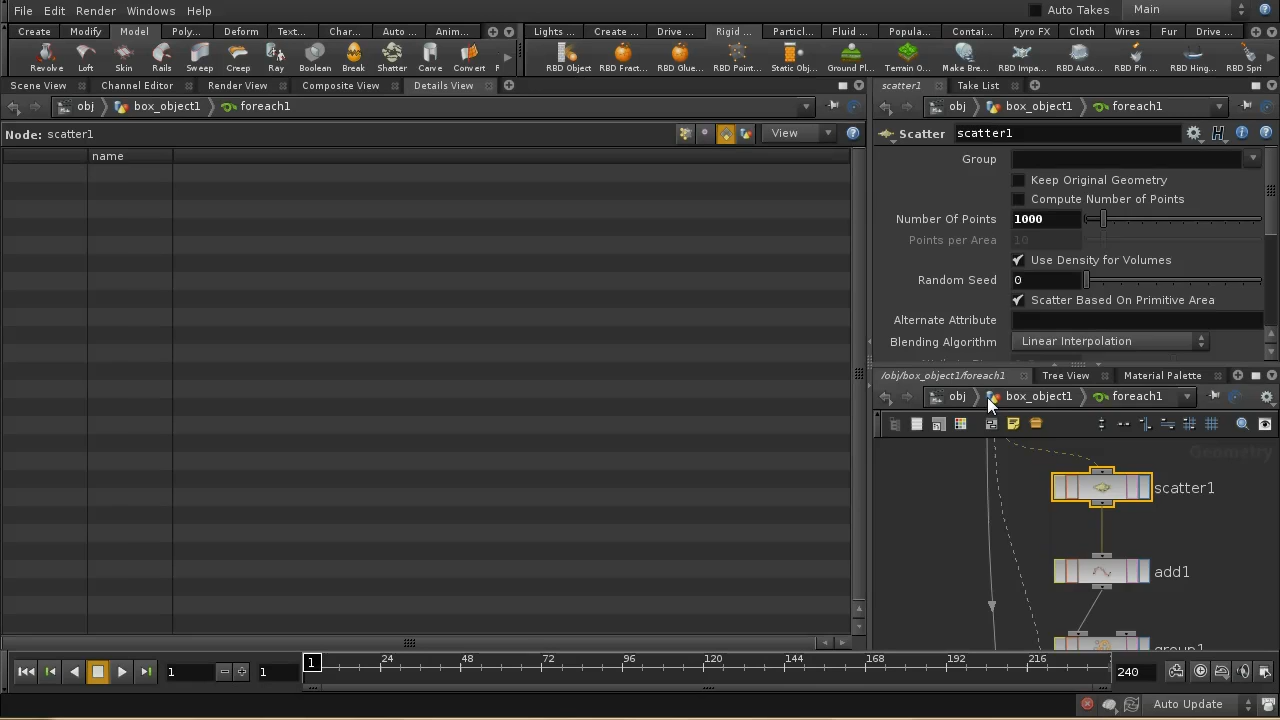 File Edit Render Windows Help
Auto Takes Main
Create Modify Model Poly... Deform Text... Char... Auto ... Anim...
Lights ... Create ... Drive ... Rigid ... Particl... Fluid ... Popula... Contai... Pyro FX Cloth Wires Fur Drive ...
Revolve Loft Skin Rails Sweep Creep Ray Boolean Break Shatter Carve Convert
RBD Object RBD Fract... RBD Glue... RBD Point... Static Obj... Ground Pl... Terrain O... Make Bre... RBD Impa... RBD Auto... RBD Pin ... RBD Hing... RBD Spri
Scene View Channel Editor Render View Composite View Details View
scatter1 Take List
obj box_object1 foreach1
obj box_object1 foreach1
Node: scatter1
View
Scatter scatter1
name
Group
Keep Original Geometry
Compute Number of Points
Number Of Points 1000
Points per Area 10
Use Density for Volumes
Random Seed 0
Scatter Based On Primitive Area
Alternate Attribute
Blending Algorithm Linear Interpolation
/obj/box_object1/foreach1 Tree View Material Palette
obj box_object1 foreach1
Geometry
scatter1
add1
group1
1 1 1 24 48 72 96 120 144 168 192 216 240
Auto Update